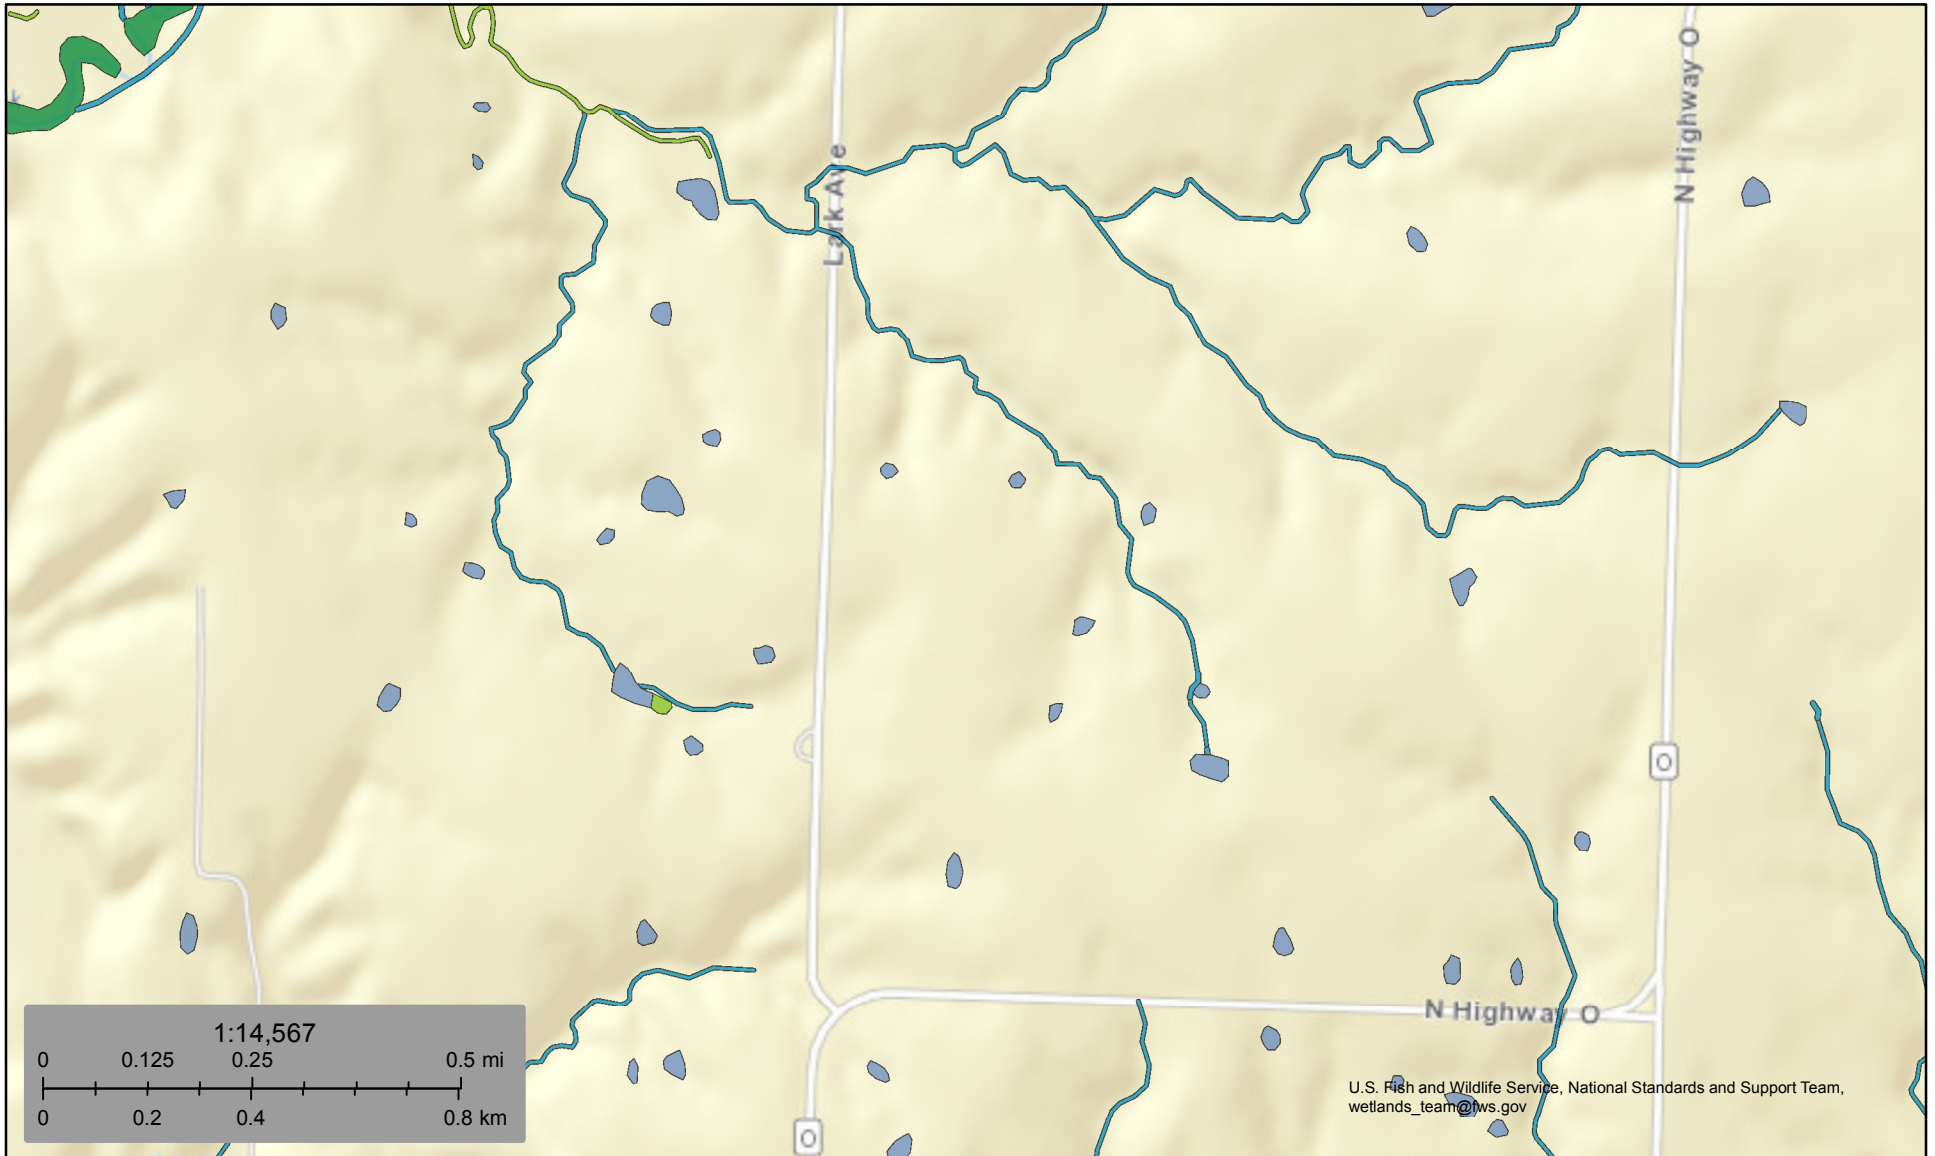 N Highway O
Lark Ave
O
N Highway O
1:14,567
0 0.125 0.25 0.5 mi
0 0.2 0.4 0.8 km
O
U.S. Fish and Wildlife Service, National Standards and Support Team,
wetlands_team@fws.gov